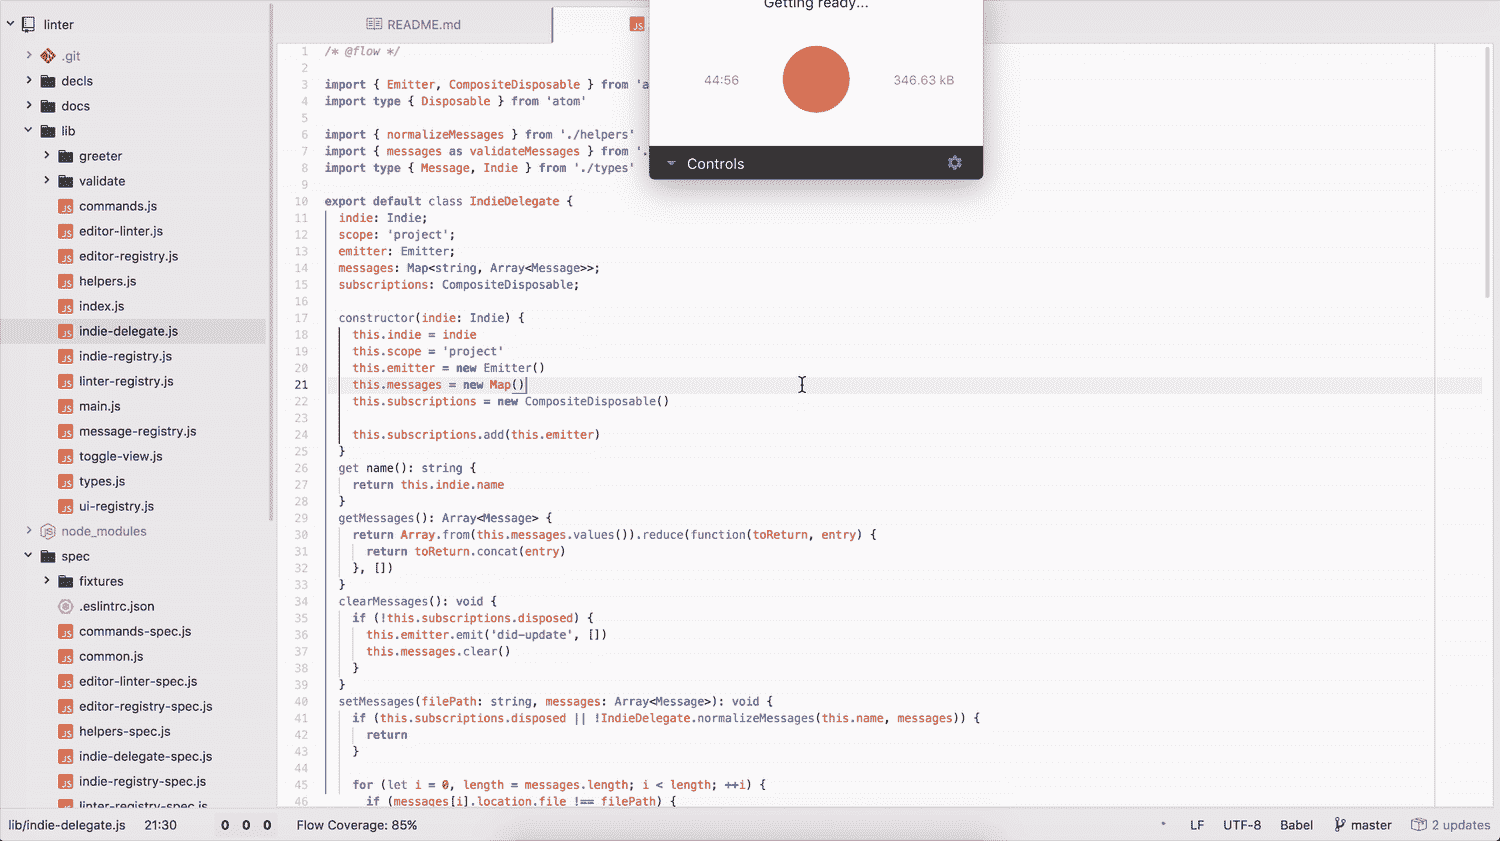 linter
.git
decls
docs
lib
greeter
validate
commands.js
editor-linter.js
editor-registry.js
helpers.js
index.js
indie-delegate.js
indie-registry.js
linter-registry.js
main.js
message-registry.js
toggle-view.js
types.js
ui-registry.js
node_modules
spec
fixtures
.eslintrc.json
commands-spec.js
common.js
editor-linter-spec.js
editor-registry-spec.js
helpers-spec.js
indie-delegate-spec.js
indie-registry-spec.js
linter-registry-spec.js
README.md
Getting ready...
44:56
346.63 kB
Controls
1 /* @flow */
2
3 import { Emitter, CompositeDisposable } from 'a
4 import type { Disposable } from 'atom'
5
6 import { normalizeMessages } from './helpers'
7 import { messages as validateMessages } from '.
8 import type { Message, Indie } from './types'
9
10 export default class IndieDelegate {
11 indie: Indie;
12 scope: 'project';
13 emitter: Emitter;
14 messages: Map<string, Array<Message>>;
15 subscriptions: CompositeDisposable;
16
17 constructor(indie: Indie) {
18 this.indie = indie
19 this.scope = 'project'
20 this.emitter = new Emitter()
21 this.messages = new Map()
22 this.subscriptions = new CompositeDisposable()
23
24 this.subscriptions.add(this.emitter)
25 }
26 get name(): string {
27 return this.indie.name
28 }
29 getMessages(): Array<Message> {
30 return Array.from(this.messages.values()).reduce(function(toReturn, entry) {
31 return toReturn.concat(entry)
32 }, [])
33 }
34 clearMessages(): void {
35 if (!this.subscriptions.disposed) {
36 this.emitter.emit('did-update', [])
37 this.messages.clear()
38 }
39 }
40 setMessages(filePath: string, messages: Array<Message>): void {
41 if (this.subscriptions.disposed || !IndieDelegate.normalizeMessages(this.name, messages)) {
42 return
43 }
44
45 for (let i = 0, length = messages.length; i < length; ++i) {
46 if (messages[i].location.file !== filePath) {
lib/indie-delegate.js 21:30 0 0 0 Flow Coverage: 85% LF UTF-8 Babel master 2 updates